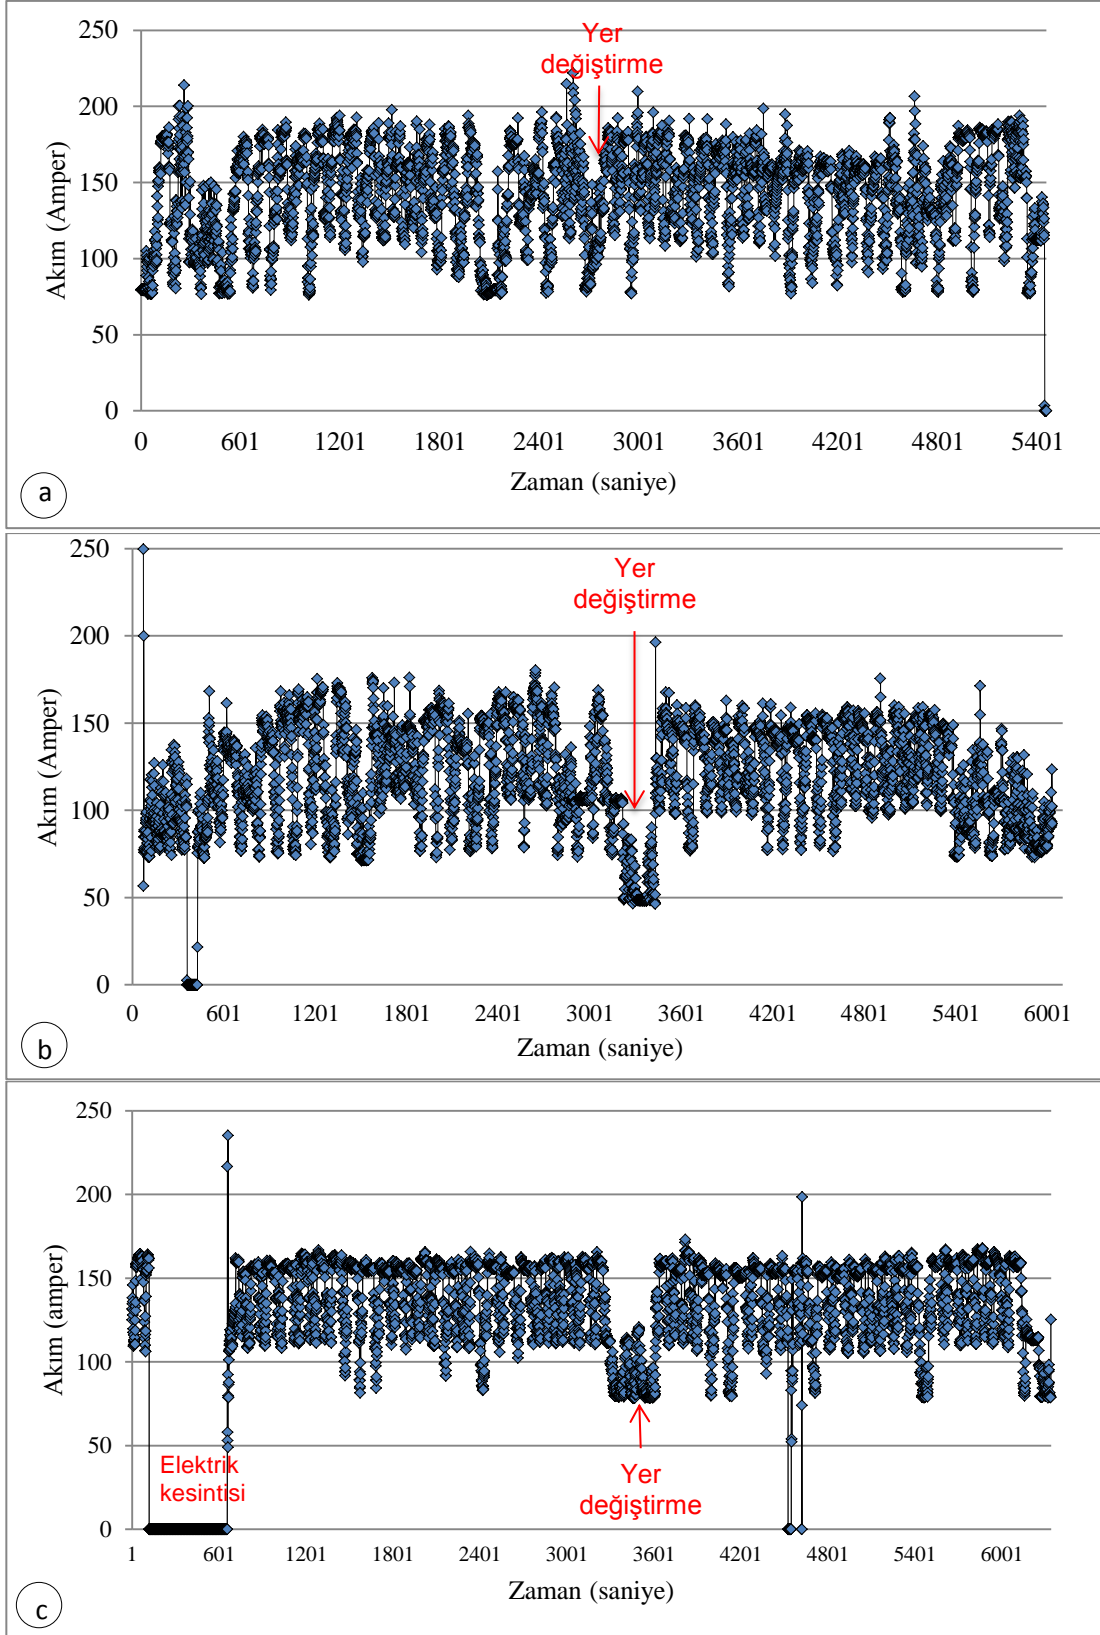 250
200
150
100
50
0
Akım (Amper)
Yer
değiştirme
0 601 1201 1801 2401 3001 3601 4201 4801 5401
Zaman (saniye)
a
250
200
150
100
50
0
Akım (Amper)
Yer
değiştirme
0 601 1201 1801 2401 3001 3601 4201 4801 5401 6001
Zaman (saniye)
b
250
200
150
100
50
0
Akım (amper)
Elektrik
kesintisi
Yer
değiştirme
1 601 1201 1801 2401 3001 3601 4201 4801 5401 6001
Zaman (saniye)
c